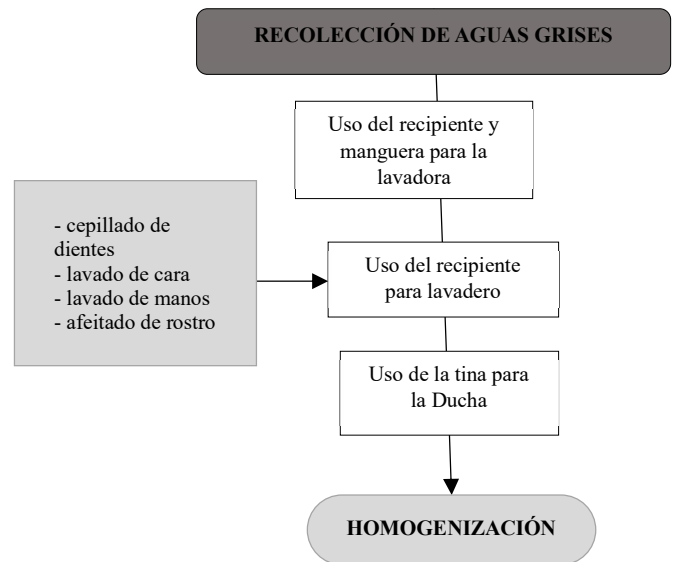 RECOLECCIÓN DE AGUAS GRISES
Uso del recipiente y
manguera para la
lavadora
- cepillado de
dientes
- lavado de cara
- lavado de manos
- afeitado de rostro
Uso del recipiente
para lavadero
Uso de la tina para
la Ducha
HOMOGENIZACIÓN